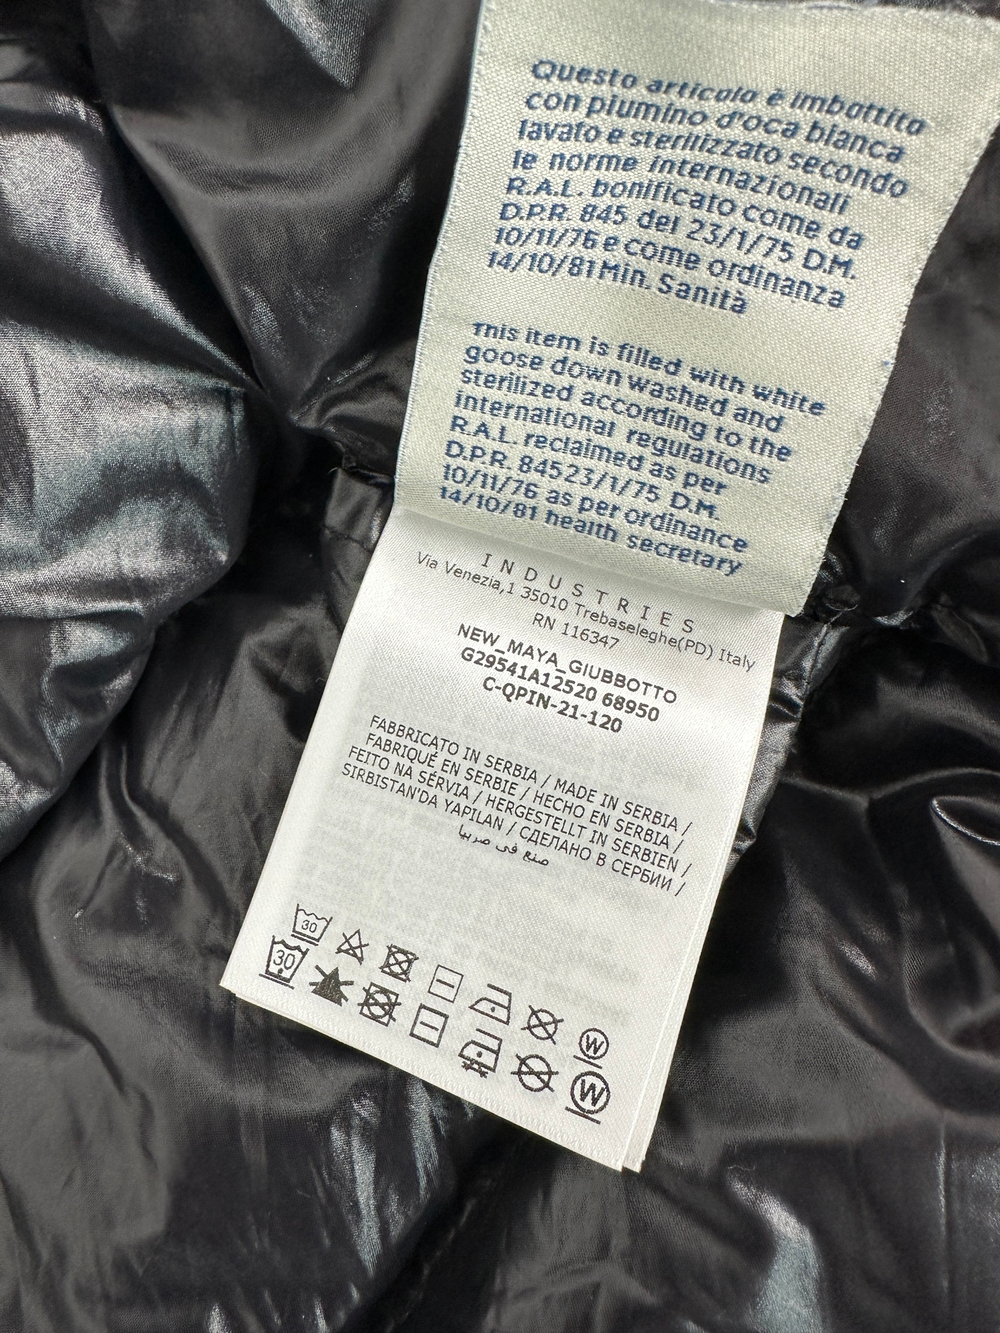 Questo articolo è imbottito
con piumino d'oca bianca
lavato e sterilizzato secondo
le norme internazionali
R.A.L. bonificato come da
D.P.R. 845 del 23/1/75 D.M.
10/11/76 e come ordinanza
14/10/81 Min. Sanità
This item is filled with white
goose down washed and
sterilized according to the
international regulations
R.A.L. reclaimed as per
D.P.R. 84523/1/75 D.M.
10/11/76 as per ordinance
14/10/81 health secretary
INDUSTRIES
Via Venezia,1 35010 Trebaseleghe(PD) Italy
RN 116347
NEW_MAYA_GIUBBOTTO
G29541A12520 68950
C-QPIN-21-120
FABBRICATO IN SERBIA / MADE IN SERBIA /
FABRIQUÉ EN SERBIE / HECHO EN SERBIA /
FEITO NA SÉRVIA / HERGESTELLT IN SERBIEN /
SIRBISTAN'DA YAPILAN / СДЕЛАНО В СЕРБИИ /
صنع في صربيا
30
W
30
W